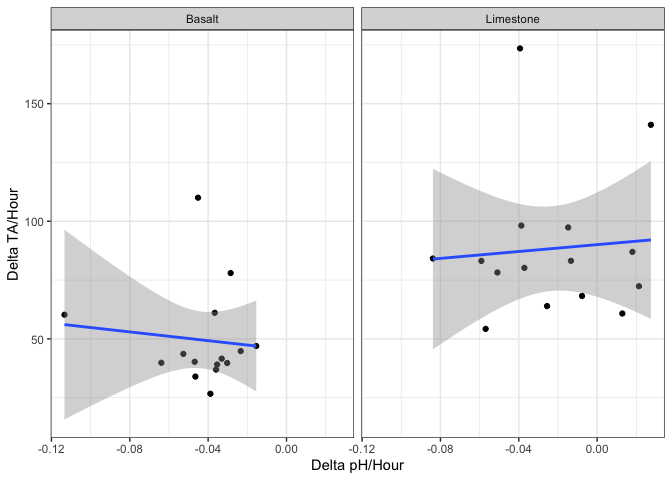 Basalt Limestone
150
100
50
-0.12 -0.08 -0.04 0.00 -0.12 -0.08 -0.04 0.00
Delta pH/Hour
Delta TA/Hour